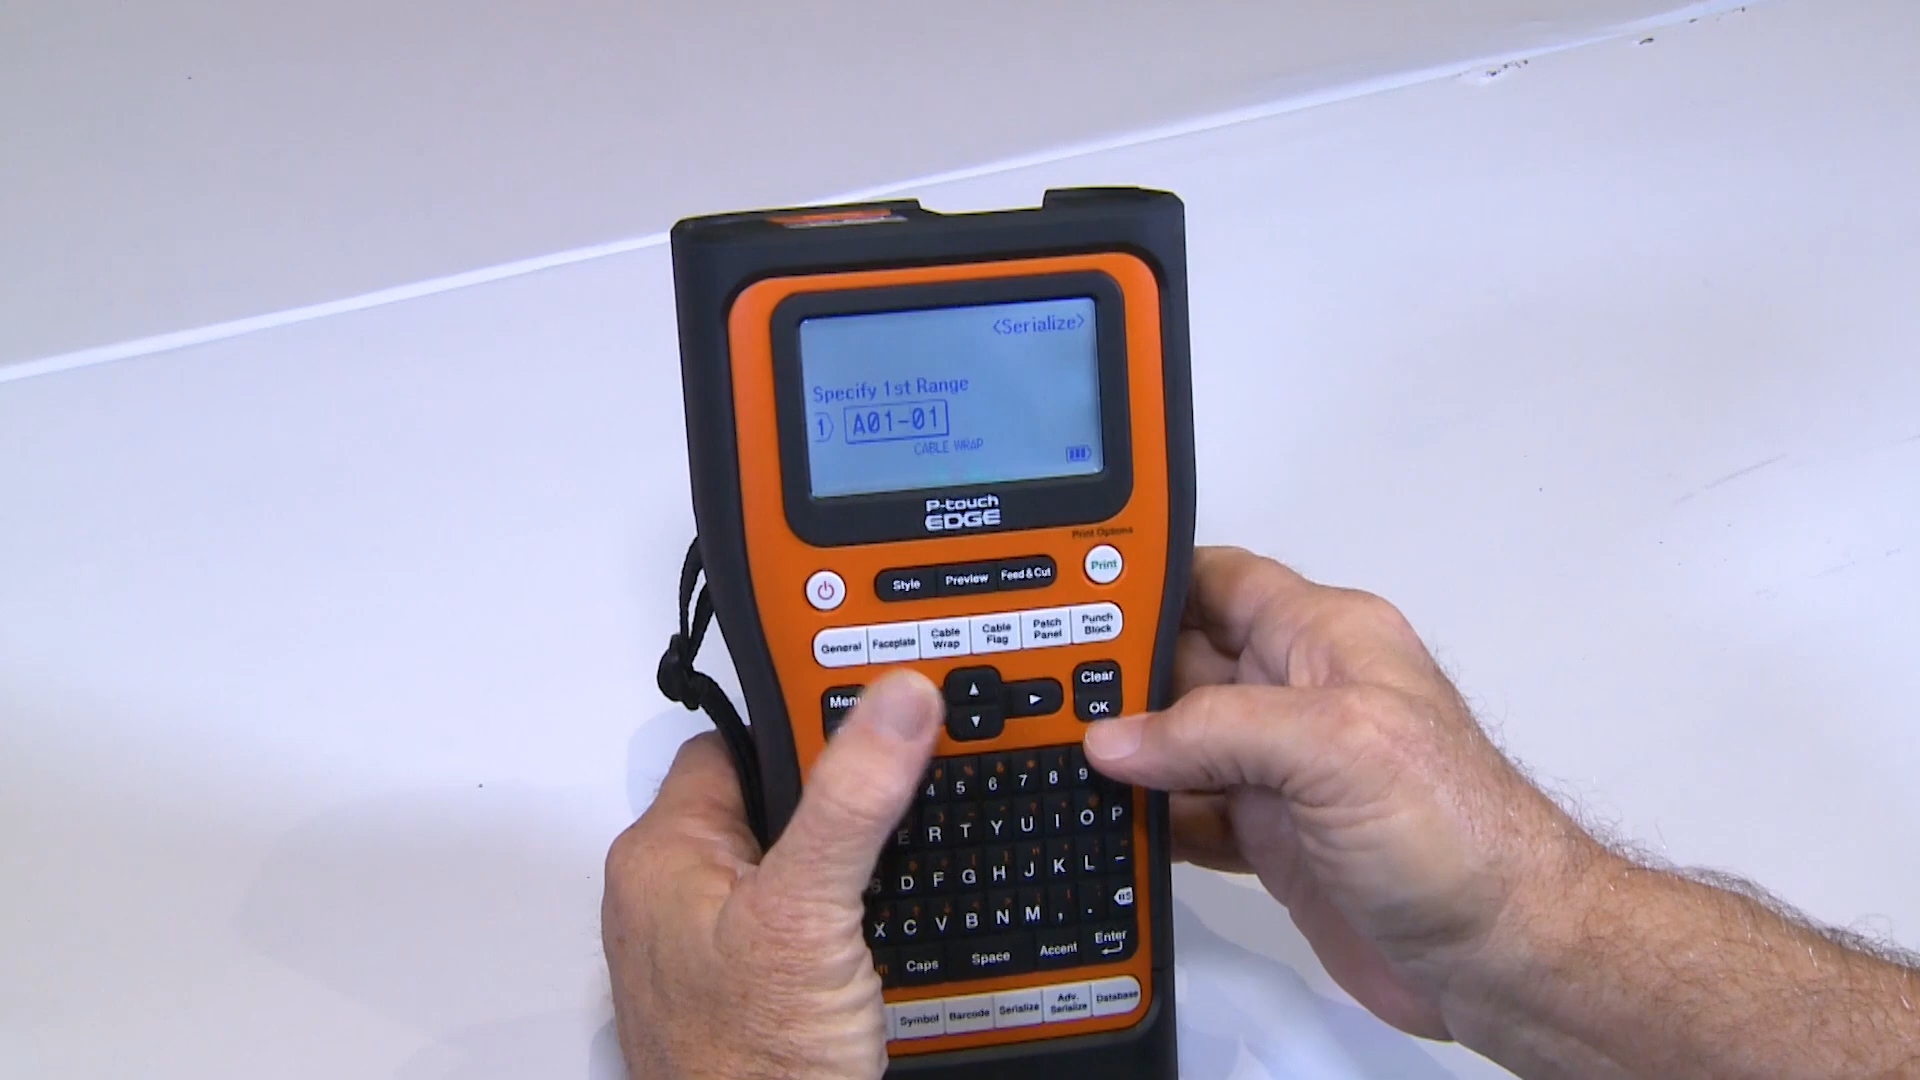 <Serialize>
Specify 1st Range
1 A01-01
CABLE WRAP
P-touch
EDGE
Print Options
Style Preview Feed & Cut Print
General Faceplate Cable Wrap Cable Flag Patch Panel Punch Block
Menu Clear
OK
4 5 6 7 8 9
E R T Y U I O P
S D F G H J K L -
X C V B N M , . BS
Caps Space Accent Enter
Symbol Barcode Serialize Adv. Serialize Database